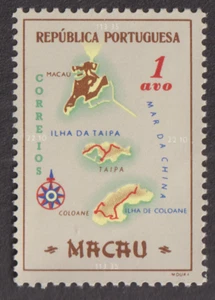 REPÚBLICA PORTUGUESA
MACAU
1
avo
CORREIOS
MAR DA CHINA
ILHA DA TAIPA
TAIPA
COLOANE
ILHA DE COLOANE
MACAU